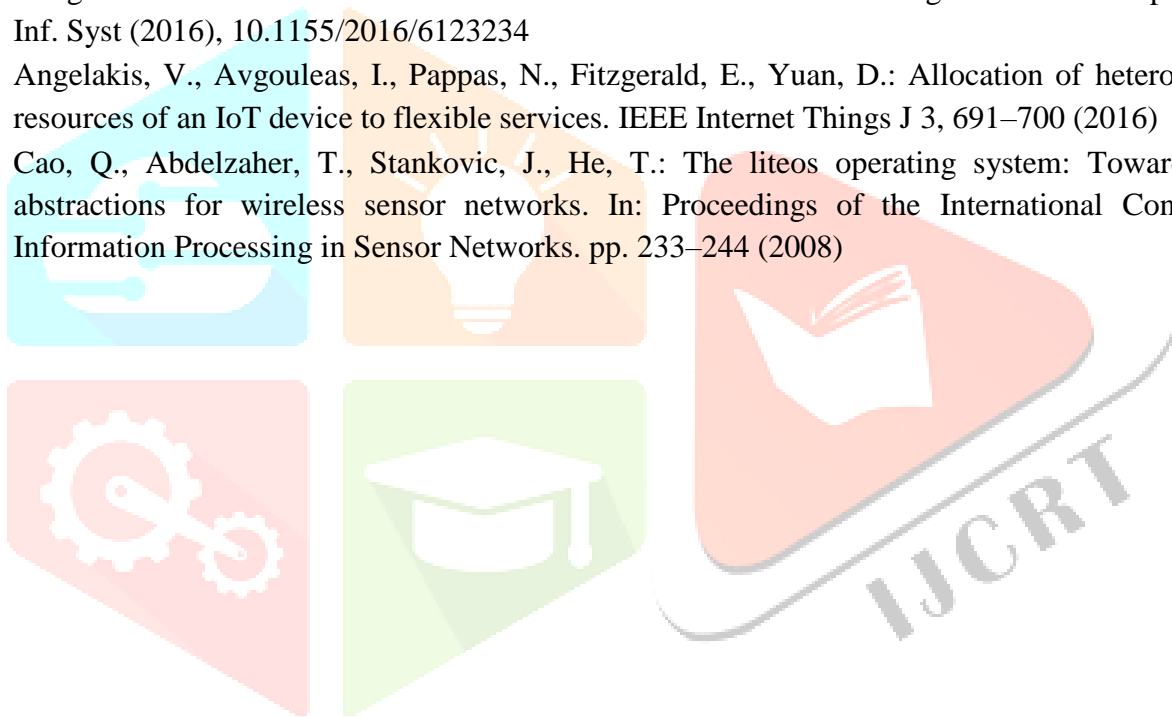 Inf. Syst (2016), 10.1155/2016/6123234
Angelakis, V., Avgouleas, I., Pappas, N., Fitzgerald, E., Yuan, D.: Allocation of hetero
resources of an IoT device to flexible services. IEEE Internet Things J 3, 691–700 (2016)
Cao, Q., Abdelzaher, T., Stankovic, J., He, T.: The liteos operating system: Towar
abstractions for wireless sensor networks. In: Proceedings of the International Con
Information Processing in Sensor Networks. pp. 233–244 (2008)
IJCRT